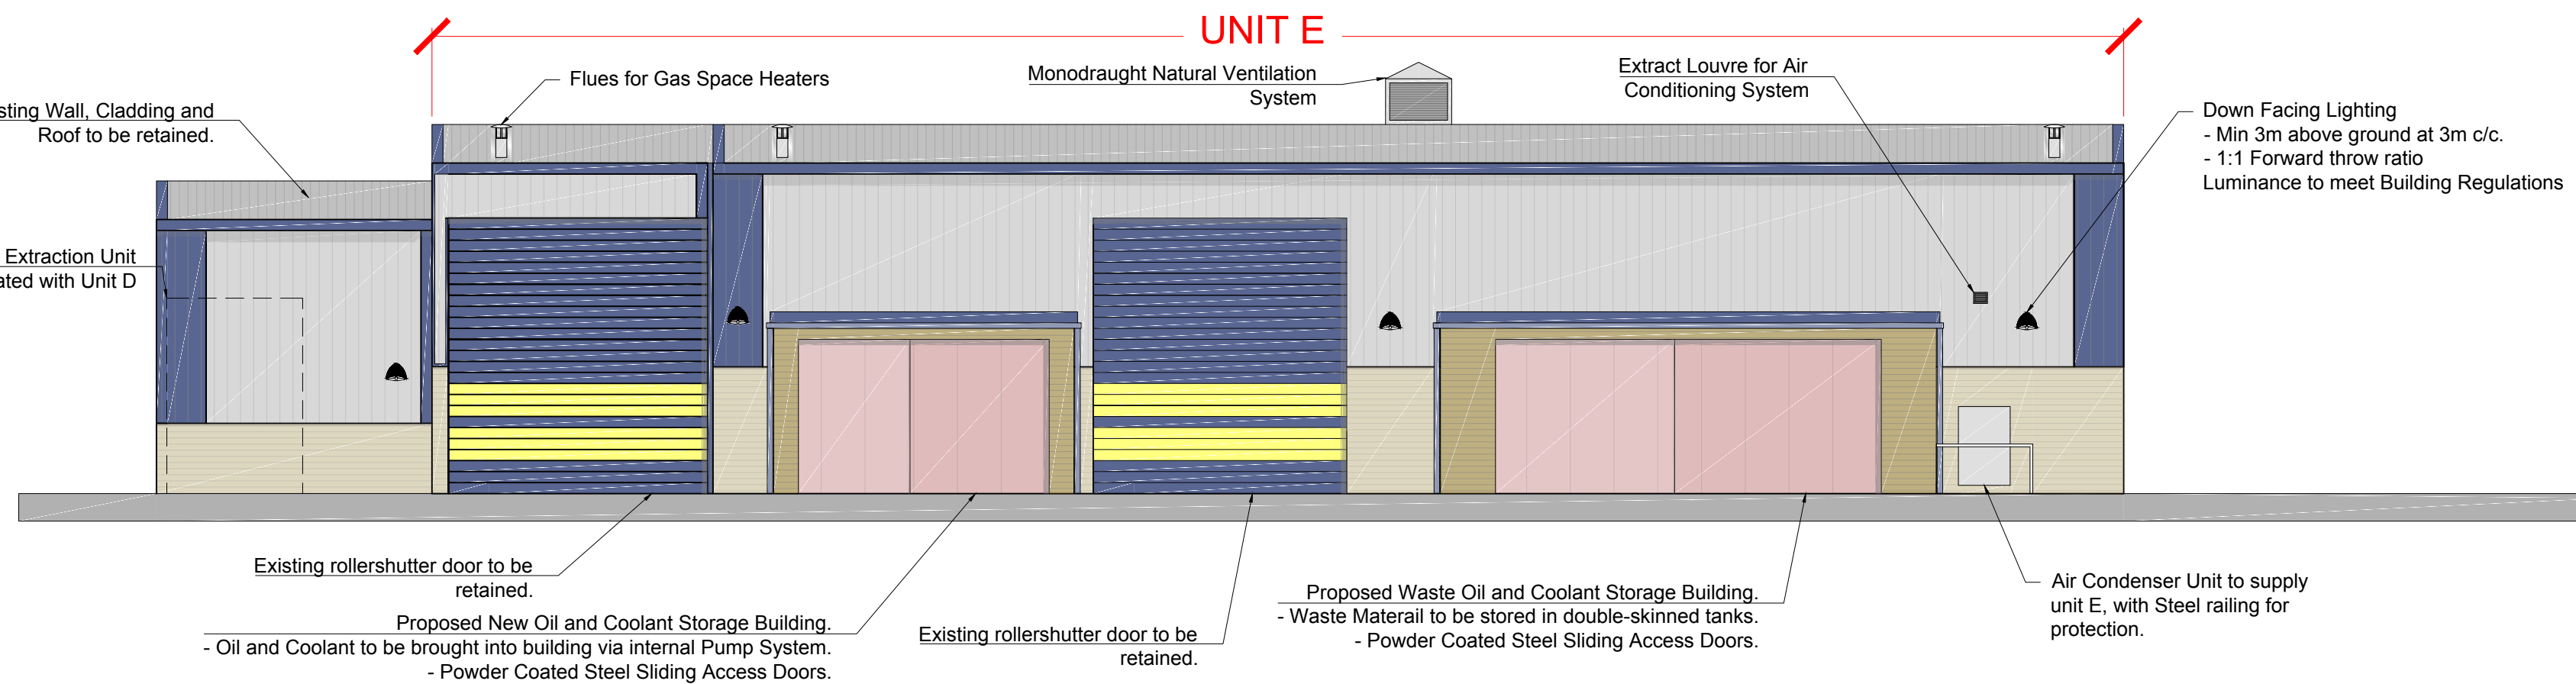 UNIT E
Flues for Gas Space Heaters
Monodraught Natural Ventilation
System
Extract Louvre for Air
Conditioning System
Down Facing Lighting
- Min 3m above ground at 3m c/c.
- 1:1 Forward throw ratio
Luminance to meet Building Regulations
sting Wall, Cladding and
Roof to be retained.
Extraction Unit
ated with Unit D
Existing rollershutter door to be
retained.
Proposed New Oil and Coolant Storage Building.
- Oil and Coolant to be brought into building via internal Pump System.
- Powder Coated Steel Sliding Access Doors.
Existing rollershutter door to be
retained.
Proposed Waste Oil and Coolant Storage Building.
- Waste Materail to be stored in double-skinned tanks.
- Powder Coated Steel Sliding Access Doors.
Air Condenser Unit to supply
unit E, with Steel railing for
protection.